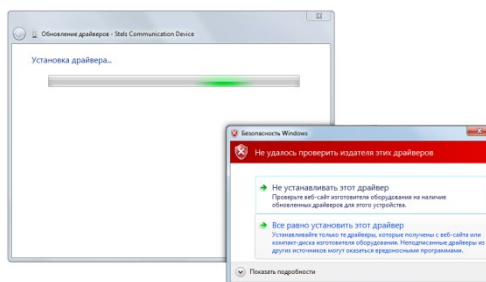 Обновление драйверов - Stels Communication Device
Установка драйвера...
Безопасность Windows
Не удалось проверить издателя этих драйверов
Не устанавливать этот драйвер
Проверьте веб-сайт изготовителя оборудования на наличие
обновленных драйверов для этого устройства.
Все равно установить этот драйвер
Устанавливайте только те драйверы, которые получены с веб-сайта или
компакт-диска изготовителя оборудования. Неподписанные драйверы из
других источников могут оказаться вредоносными программами.
Показать подробности